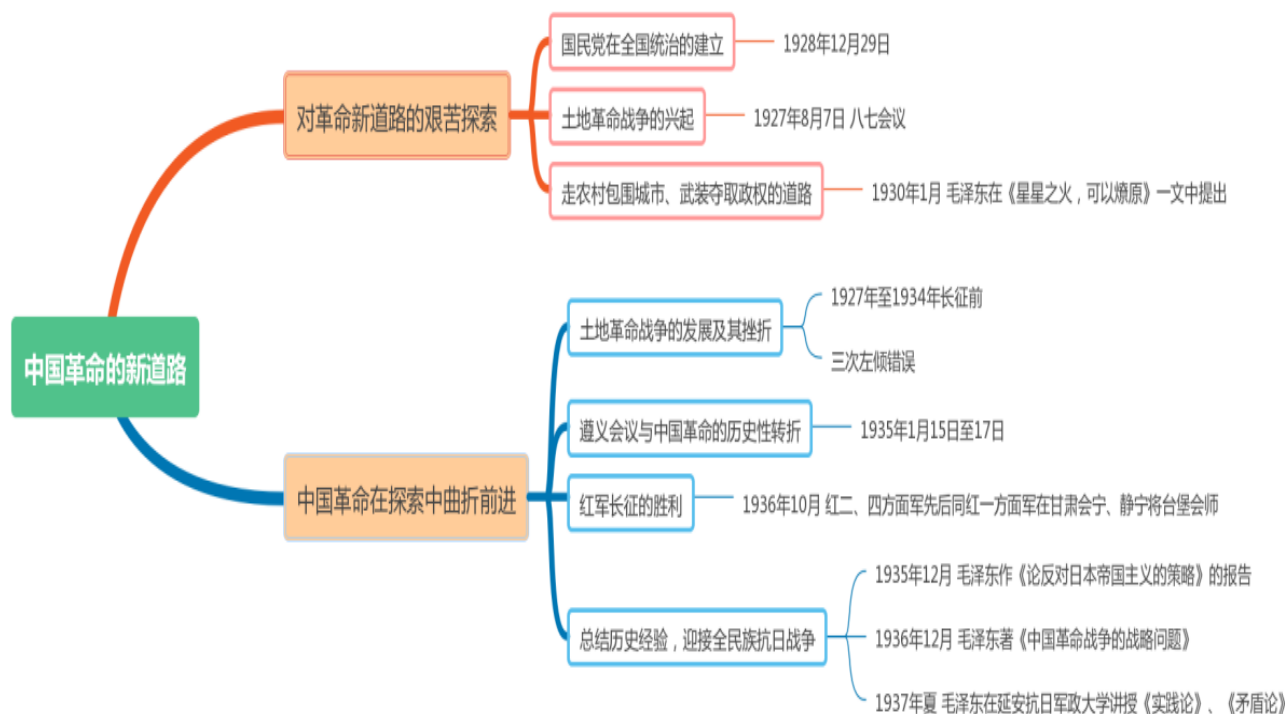 国民党在全国统治的建立
1928年12月29日
对革命新道路的艰苦探索
土地革命战争的兴起
1927年8月7日 八七会议
走农村包围城市、武装夺取政权的道路
1930年1月 毛泽东在《星星之火，可以燎原》一文中提出
中国革命的新道路
土地革命战争的发展及其挫折
1927年至1934年长征前
三次左倾错误
遵义会议与中国革命的历史性转折
1935年1月15日至17日
中国革命在探索中曲折前进
红军长征的胜利
1936年10月 红二、四方面军先后同红一方面军在甘肃会宁、静宁将台堡会师
总结历史经验，迎接全民族抗日战争
1935年12月 毛泽东作《论反对日本帝国主义的策略》的报告
1936年12月 毛泽东著《中国革命战争的战略问题》
1937年夏 毛泽东在延安抗日军政大学讲授《实践论》、《矛盾论》